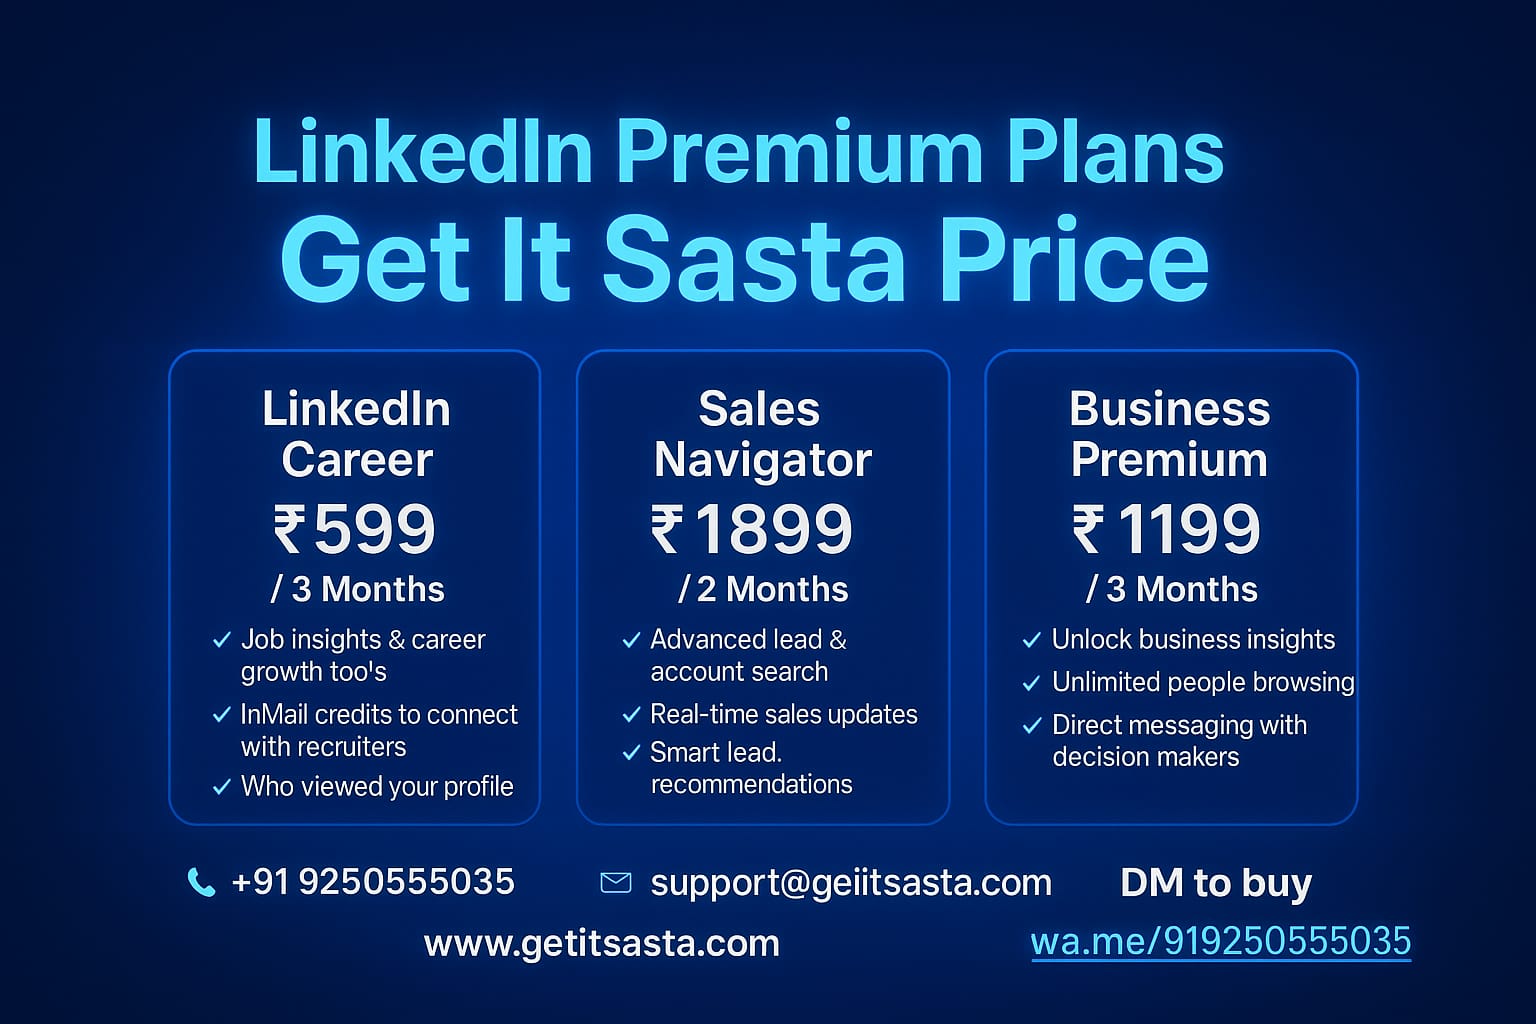 LinkedIn Premium Plans
Get It Sasta Price
LinkedIn
Career
₹599
/ 3 Months
✓ Job insights & career
growth too's
✓ InMail credits to connect
with recruiters
✓ Who viewed your profile
Sales
Navigator
₹1899
/ 2 Months
✓ Advanced lead &
account search
✓ Real-time sales updates
✓ Smart lead.
recommendations
Business
Premium
₹1199
/ 3 Months
✓ Unlock business insights
✓ Unlimited people browsing
✓ Direct messaging with
decision makers
+91 9250555035
support@geiitsasta.com
DM to buy
www.getitsasta.com
wa.me/919250555035